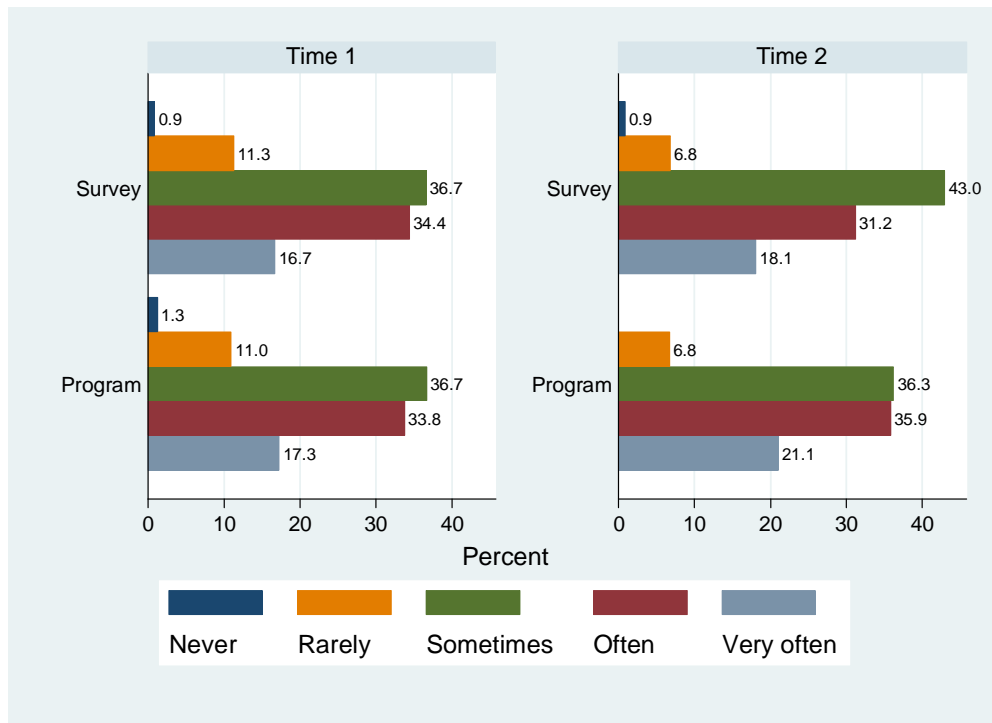 Time 1
0.9
11.3
Survey
36.7
34.4
16.7
1.3
11.0
Program
36.7
33.8
17.3
0 10 20 30 40
Time 2
0.9
6.8
Survey
43.0
31.2
18.1
6.8
Program
36.3
35.9
21.1
0 10 20 30 40
Percent
Never Rarely Sometimes Often Very often